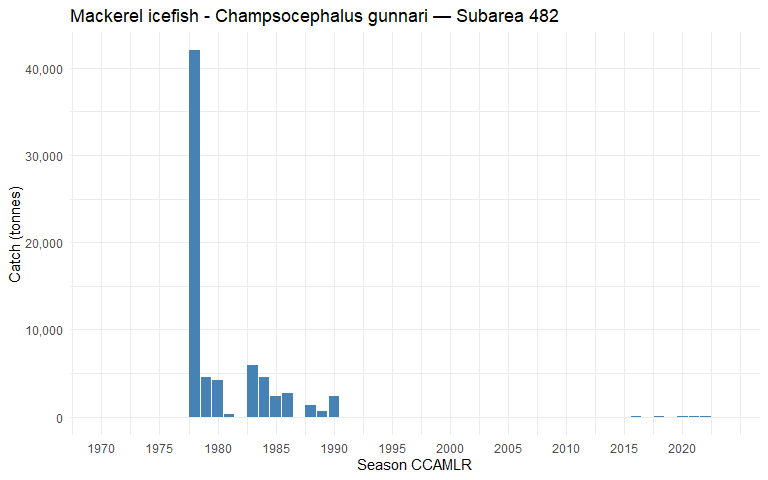 Mackerel icefish - Champsocephalus gunnari — Subarea 482
Catch (tonnes)
40,000
30,000
20,000
10,000
0
1970 1975 1980 1985 1990 1995 2000 2005 2010 2015 2020
Season CCAMLR